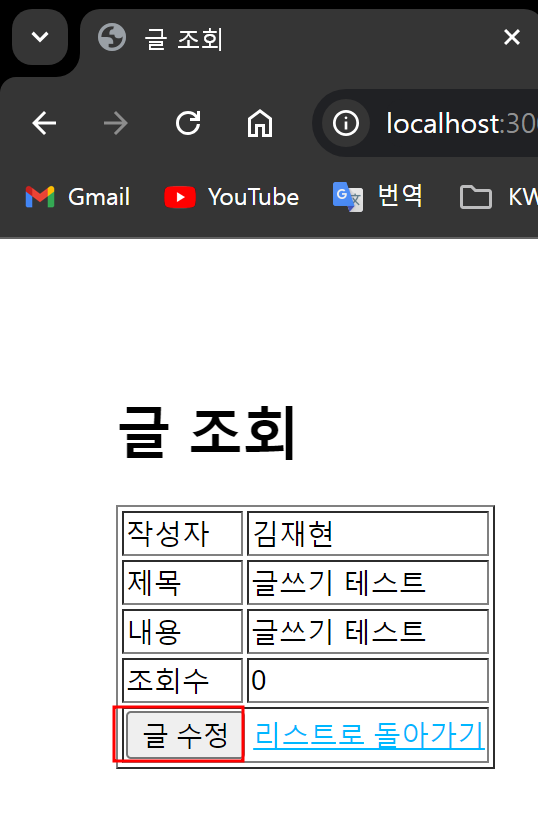 글 조회
localhost:300
Gmail YouTube 번역 KW
글 조회
작성자 김재현
제목 글쓰기 테스트
내용 글쓰기 테스트
조회수 0
글 수정 리스트로 돌아가기